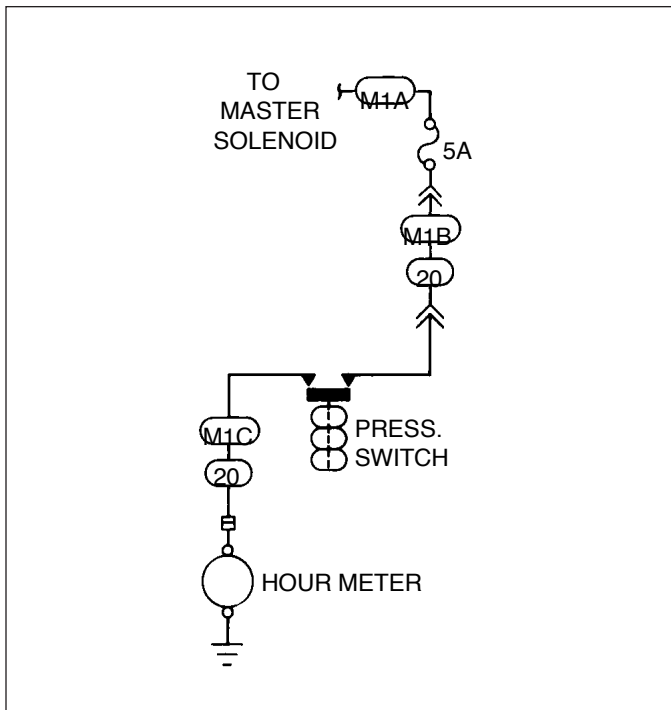 TO
MASTER
SOLENOID
M1A
5A
M1B
20
PRESS.
SWITCH
M1C
20
HOUR METER